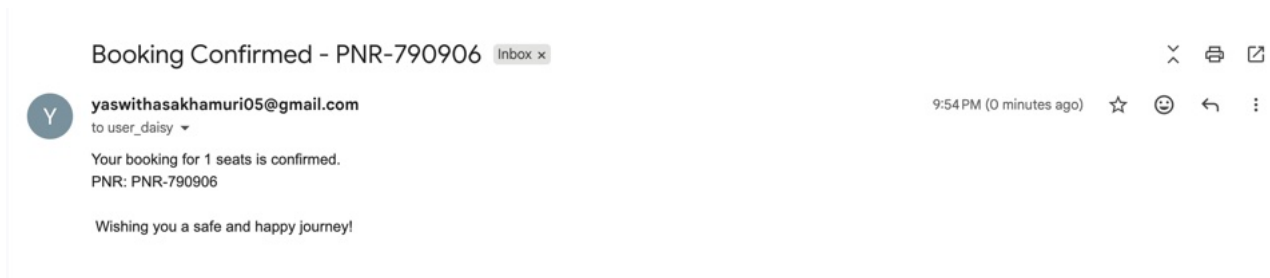 Booking Confirmed - PNR-790906 Inbox ×
Y
yaswithasakhamuri05@gmail.com 9:54 PM (0 minutes ago)
to user_daisy
Your booking for 1 seats is confirmed.
PNR: PNR-790906
Wishing you a safe and happy journey!